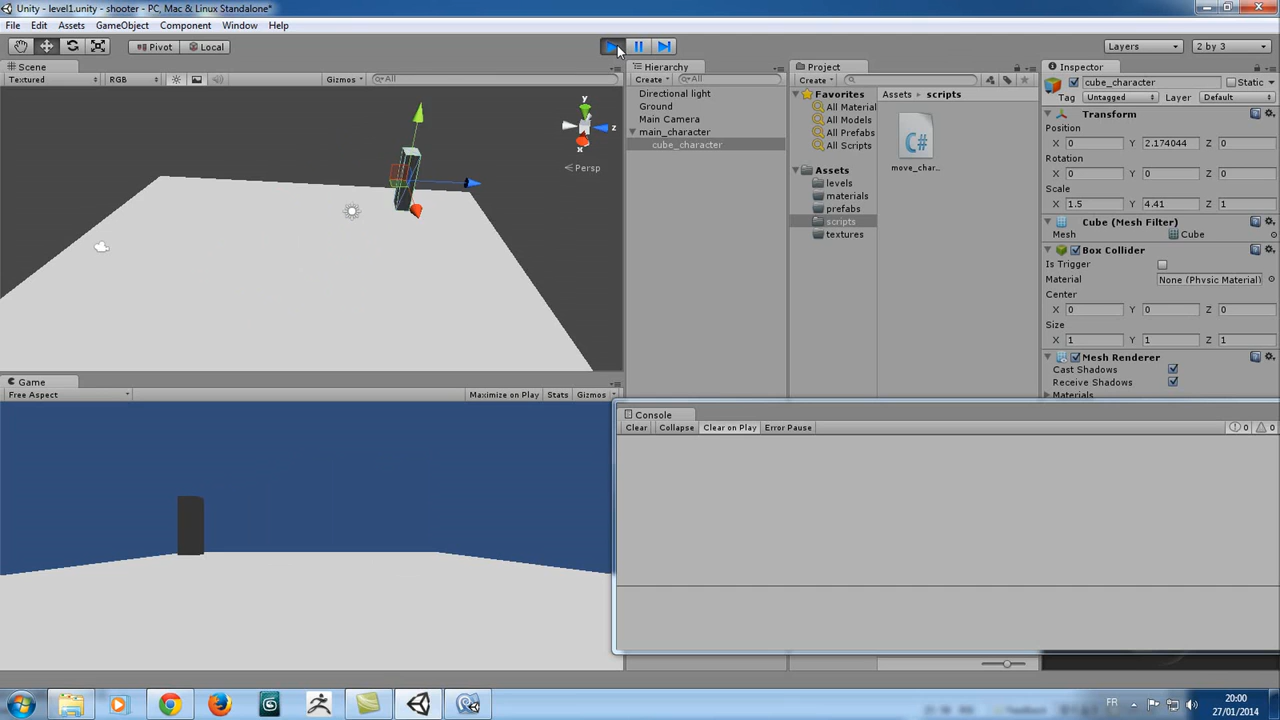 Unity - level1.unity - shooter - PC, Mac & Linux Standalone*
File Edit Assets GameObject Component Window Help
Pivot Local Layers 2 by 3
Scene
Textured RGB Gizmos All
y
z
x
Persp
Game
Free Aspect Maximize on Play Stats Gizmos
Hierarchy
Create All
Directional light
Ground
Main Camera
main_character
cube_character
Project
Create
Favorites
All Material
All Models
All Prefabs
All Scripts
Assets
levels
materials
prefabs
scripts
textures
Assets scripts
C#
move_char...
Inspector
cube_character Static
Tag Untagged Layer Default
Transform
Position
X 0 Y 2.174044 Z 0
Rotation
X 0 Y 0 Z 0
Scale
X 1.5 Y 4.41 Z 1
Cube (Mesh Filter)
Mesh Cube
Box Collider
Is Trigger
Material None (Physic Material)
Center
X 0 Y 0 Z 0
Size
X 1 Y 1 Z 1
Mesh Renderer
Cast Shadows
Receive Shadows
Materials
Console
Clear Collapse Clear on Play Error Pause 0 0
FR 20:00
27/01/2014